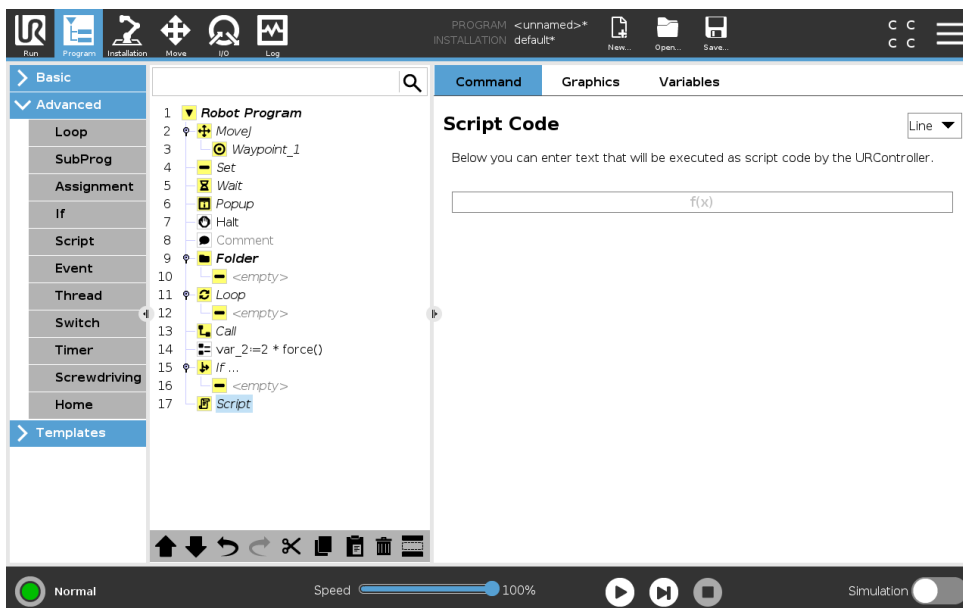 PROGRAM <unnamed>*
INSTALLATION default*
UR
Run
Program
Installation
Move
I/O
Log
New...
Open...
Save...
C C
C C
Basic
Advanced
Loop
SubProg
Assignment
If
Script
Event
Thread
Switch
Timer
Screwdriving
Home
Templates
1 Robot Program
2 MoveJ
3 Waypoint_1
4 Set
5 Wait
6 Popup
7 Halt
8 Comment
9 Folder
10 <empty>
11 Loop
12 <empty>
13 Call
14 var_2:=2 * force()
15 If ...
16 <empty>
17 Script
Command Graphics Variables
Script Code
Line
Below you can enter text that will be executed as script code by the URController.
f(x)
Normal
Speed
100%
Simulation